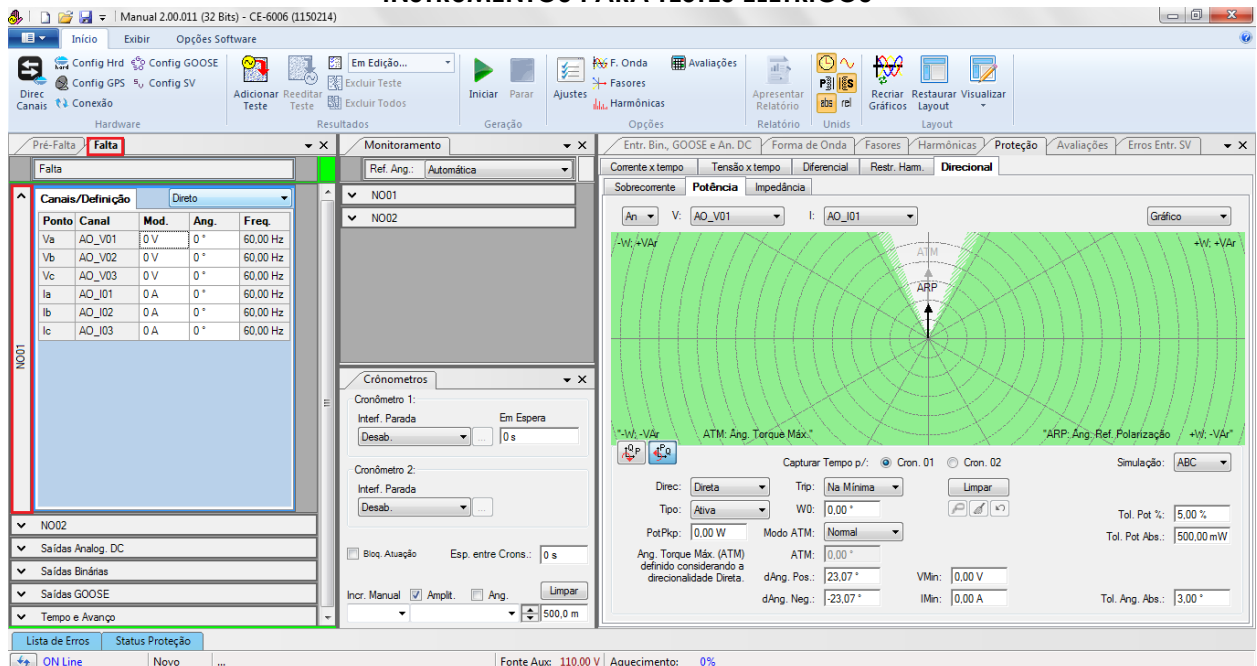 INSTRUMENTOS PARA TESTES ELÉTRICOS
Manual 2.00.011 (32 Bits) - CE-6006 (1150214)
Início Exibir Opções Software
Direc Canais
Config Hrd
Config GPS
Conexão
Config GOOSE
Config SV
Hardware
Adicionar Teste
Reeditar Teste
Em Edição...
Excluir Teste
Excluir Todos
Resultados
Iniciar Parar
Geração
Ajustes
F. Onda
Fasores
Harmônicas
Avaliações
Opções
Apresentar Relatório
Relatório
abs rel
Unids
Recriar Gráficos
Restaurar Layout
Visualizar
Layout
Pré-Falta Falta
Falta
NO01
Canais/Definição Direto
Ponto Canal Mod. Ang. Freq.
Va AO_V01 0 V 0 ° 60,00 Hz
Vb AO_V02 0 V 0 ° 60,00 Hz
Vc AO_V03 0 V 0 ° 60,00 Hz
Ia AO_I01 0 A 0 ° 60,00 Hz
Ib AO_I02 0 A 0 ° 60,00 Hz
Ic AO_I03 0 A 0 ° 60,00 Hz
NO02
Saídas Analog. DC
Saídas Binárias
Saídas GOOSE
Tempo e Avanço
Monitoramento
Ref. Ang.: Automática
NO01
NO02
Crônometros
Cronômetro 1:
Interf. Parada Em Espera
Desab. ... 0 s
Cronômetro 2:
Interf. Parada
Desab. ...
Bloq. Atuação Esp. entre Crons.: 0 s
Incr. Manual Amplit. Ang. Limpar
500,0 m
Entr. Bin., GOOSE e An. DC Forma de Onda Fasores Harmônicas Proteção Avaliações Erros Entr. SV
Corrente x tempo Tensão x tempo Diferencial Restr. Harm. Direcional
Sobrecorrente Potência Impedância
An V: AO_V01 I: AO_I01 Gráfico
-W; +VAr +W; +VAr
ATM
ARP
-W; -VAr ATM: Ang. Torque Máx." "ARP: Ang. Ref. Polarização +W; -VAr
Capturar Tempo p/: Cron. 01 Cron. 02 Simulação: ABC
Direc: Direta Trip: Na Mínima Limpar
Tipo: Ativa W0: 0,00 ° Tol. Pot %: 5,00 %
PotPkp: 0,00 W Modo ATM: Normal Tol. Pot Abs.: 500,00 mW
Ang. Torque Máx. (ATM) definido considerando a direcionalidade Direta.
ATM: 0,00 °
dAng. Pos.: 23,07 ° VMin: 0,00 V
dAng. Neg.: -23,07 ° IMin: 0,00 A Tol. Ang. Abs.: 3,00 °
Lista de Erros Status Proteção
ON Line Novo ... Fonte Aux: 110,00 V Aquecimento: 0%